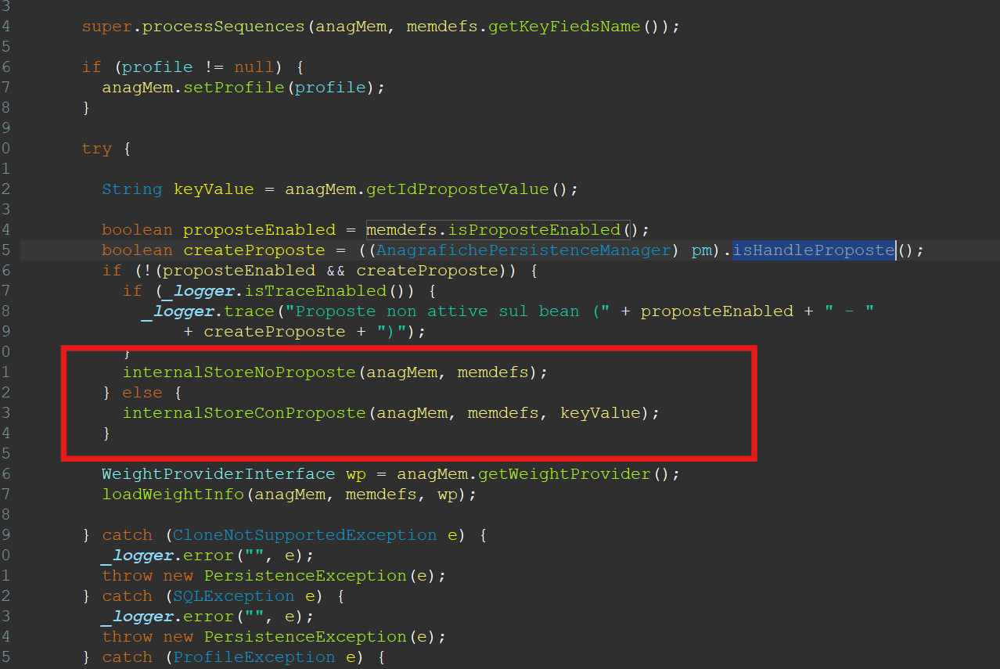 3
4 super.processSequences(anagMem, memdefs.getKeyFiedsName());
5
6 if (profile != null) {
7 anagMem.setProfile(profile);
8 }
9
0 try {
1
2 String keyValue = anagMem.getIdProposteValue();
3
4 boolean proposteEnabled = memdefs.isProposteEnabled();
5 boolean createProposte = ((AnagrafichePersistenceManager) pm).isHandleProposte();
6 if (!(proposteEnabled && createProposte)) {
7 if (_logger.isTraceEnabled()) {
8 _logger.trace("Proposte non attive sul bean (" + proposteEnabled + " - "
9 + createProposte + ")");
0 }
1 internalStoreNoProposte(anagMem, memdefs);
2 } else {
3 internalStoreConProposte(anagMem, memdefs, keyValue);
4 }
5
6 WeightProviderInterface wp = anagMem.getWeightProvider();
7 loadWeightInfo(anagMem, memdefs, wp);
8
9 } catch (CloneNotSupportedException e) {
0 _logger.error("", e);
1 throw new PersistenceException(e);
2 } catch (SQLException e) {
3 _logger.error("", e);
4 throw new PersistenceException(e);
5 } catch (ProfileException e) {